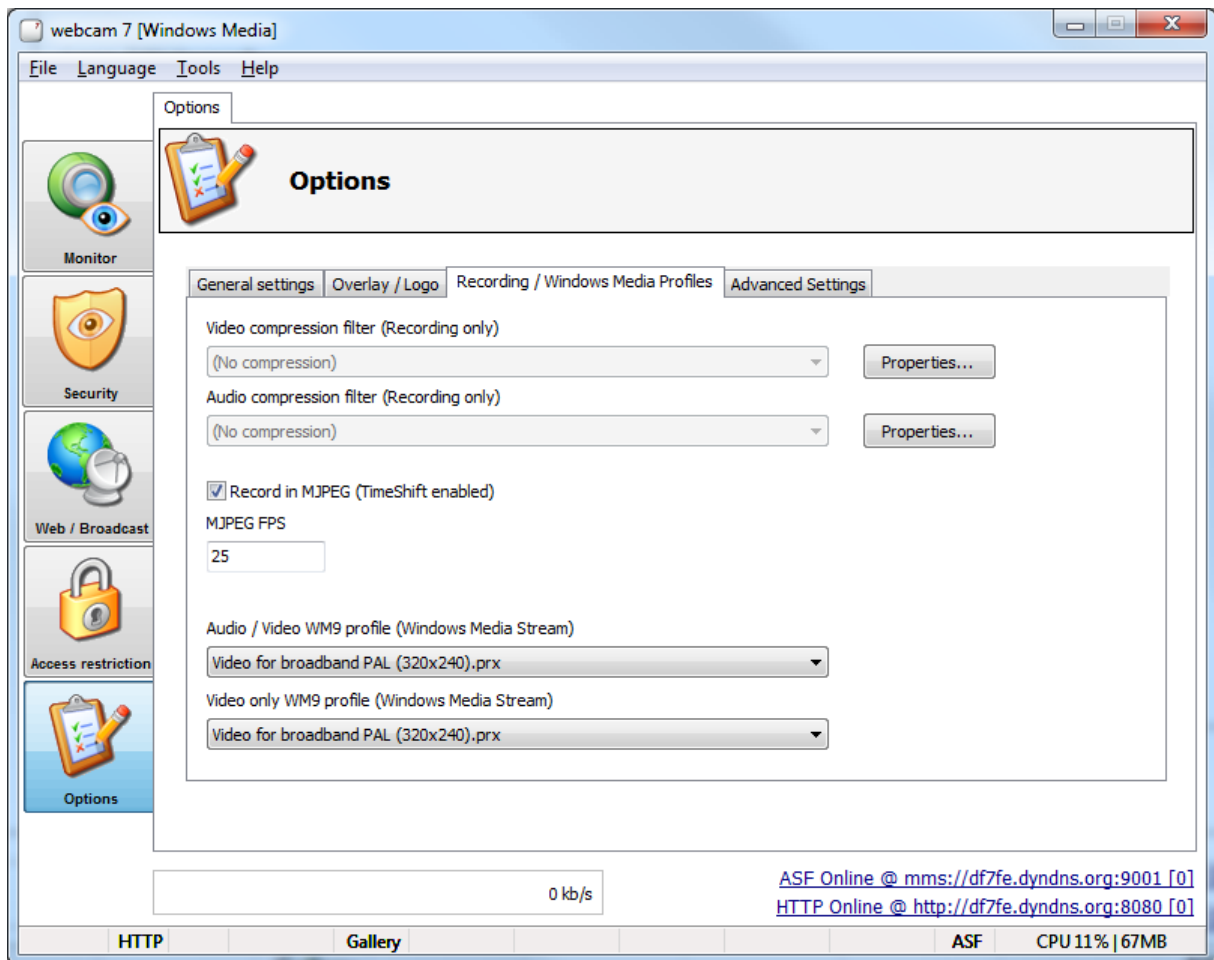 webcam 7 [Windows Media]
File Language Tools Help
Options
Options
Monitor
Security
Web / Broadcast
Access restriction
Options
General settings Overlay / Logo Recording / Windows Media Profiles Advanced Settings
Video compression filter (Recording only)
(No compression) Properties...
Audio compression filter (Recording only)
(No compression) Properties...
Record in MJPEG (TimeShift enabled)
MJPEG FPS
25
Audio / Video WM9 profile (Windows Media Stream)
Video for broadband PAL (320x240).prx
Video only WM9 profile (Windows Media Stream)
Video for broadband PAL (320x240).prx
0 kb/s
ASF Online @ mms://df7fe.dyndns.org:9001 [0]
HTTP Online @ http://df7fe.dyndns.org:8080 [0]
HTTP Gallery ASF CPU 11% | 67MB